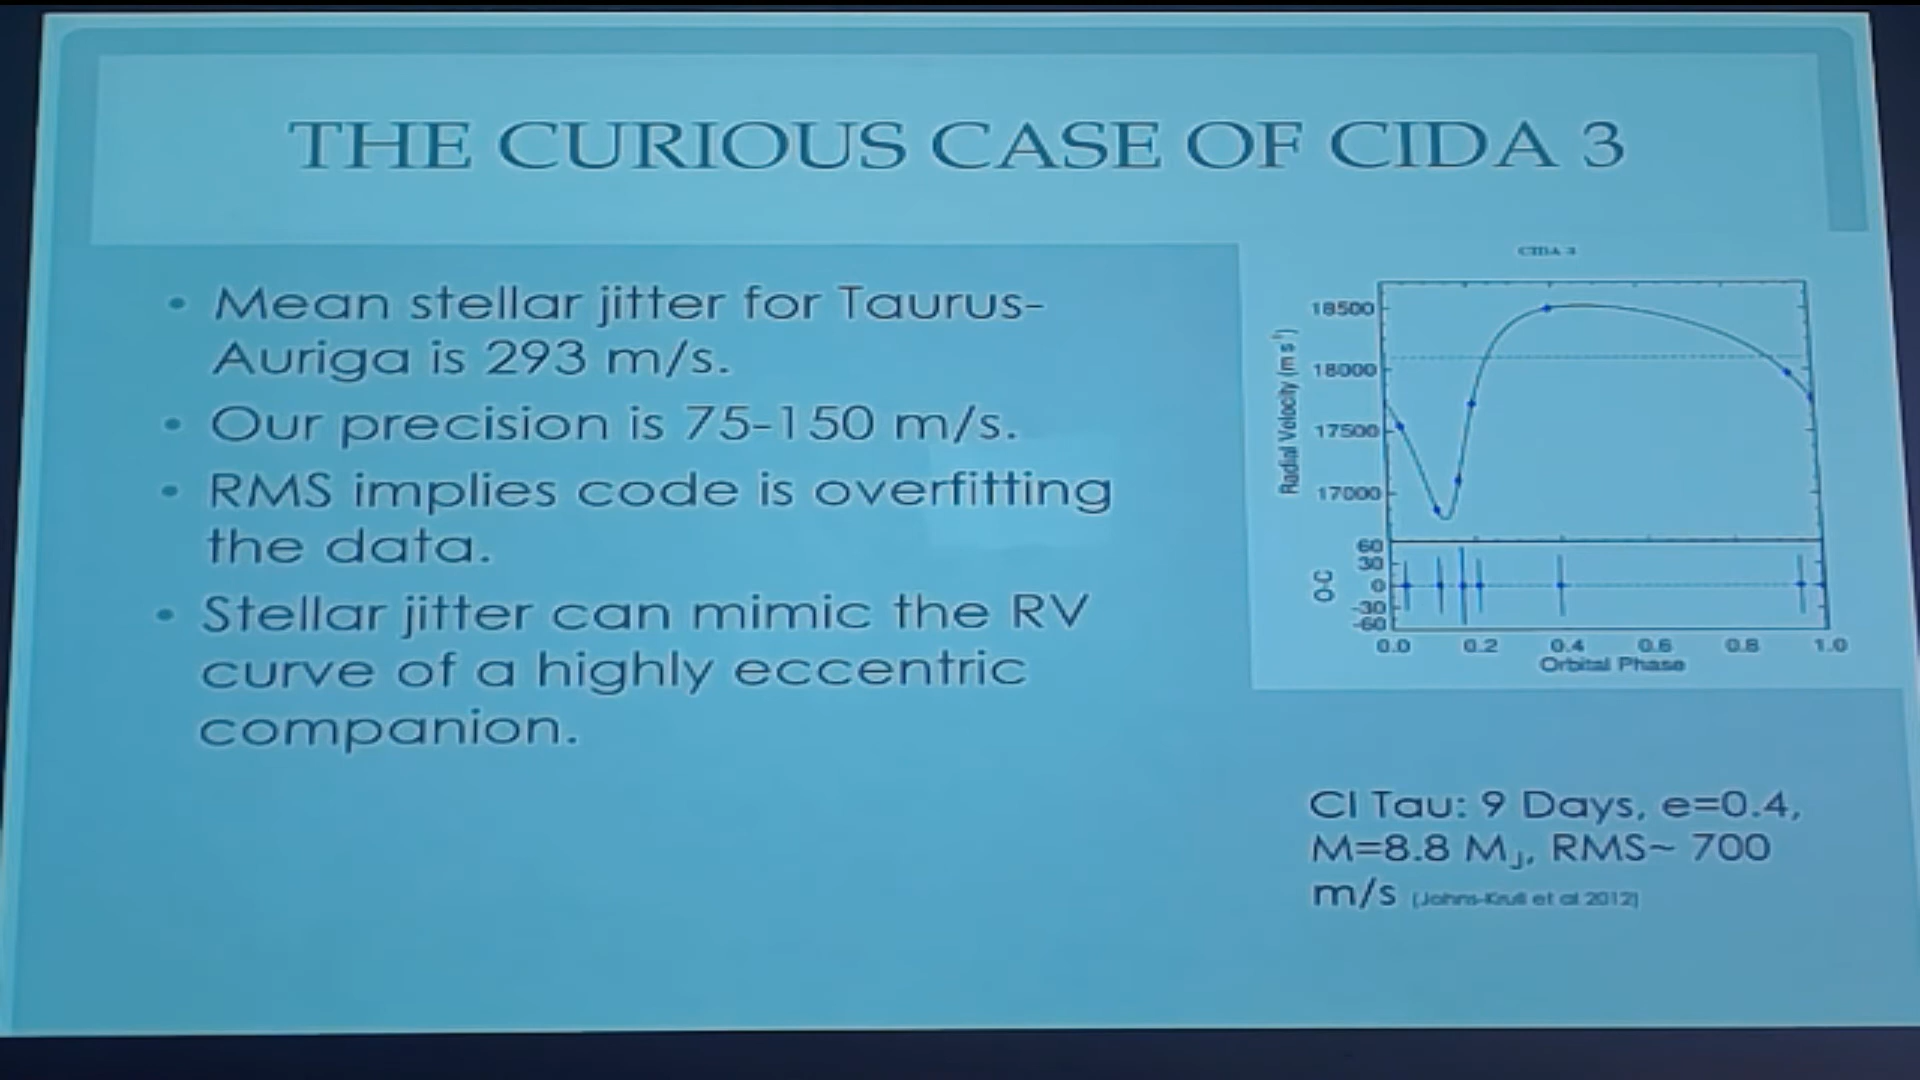 THE CURIOUS CASE OF CIDA 3
• Mean stellar jitter for Taurus-
Auriga is 293 m/s.
• Our precision is 75-150 m/s.
• RMS implies code is overfitting
the data.
• Stellar jitter can mimic the RV
curve of a highly eccentric
companion.
CIDA 3
18500
18000
17500
17000
Radial Velocity (m s⁻¹)
60
30
0
-30
-60
O-C
0.0 0.2 0.4 0.6 0.8 1.0
Orbital Phase
CI Tau: 9 Days, e=0.4,
M=8.8 MJ, RMS~ 700
m/s (Johns-Krull et al 2012)